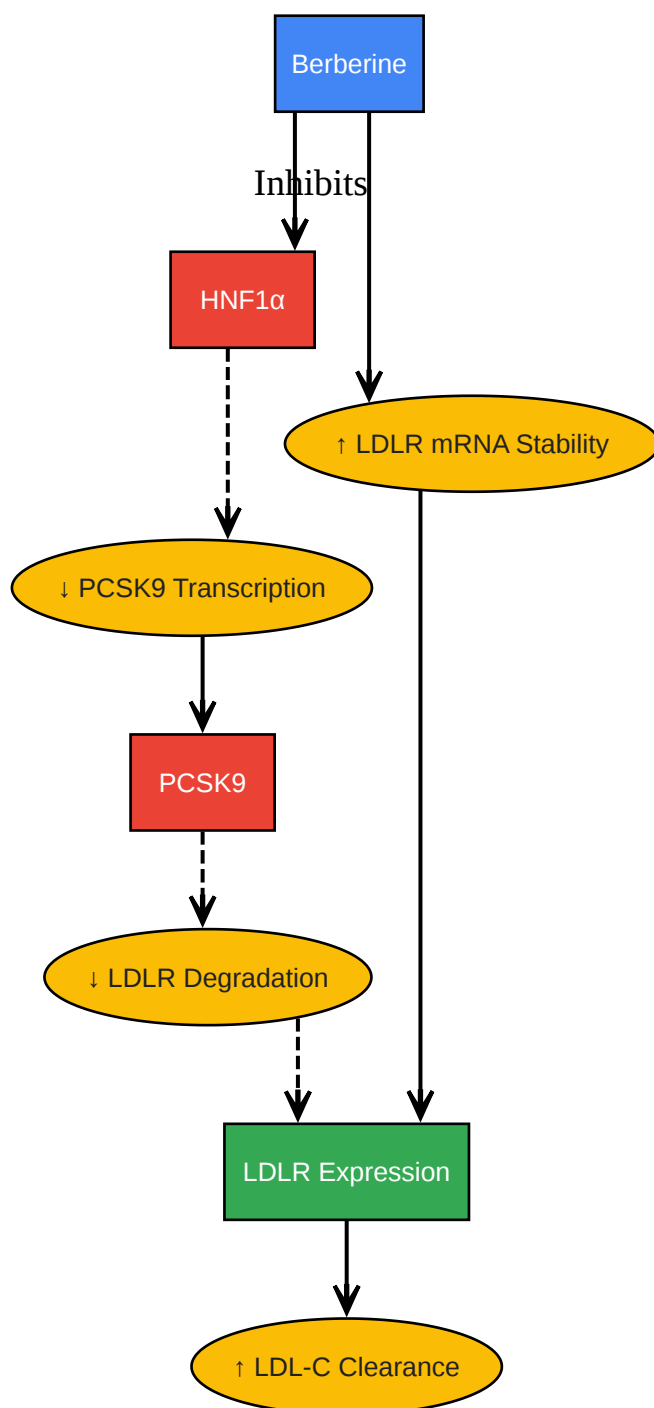 Berberine
Inhibits
HNF1α
↑ LDLR mRNA Stability
↓ PCSK9 Transcription
PCSK9
↓ LDLR Degradation
LDLR Expression
↑ LDL-C Clearance